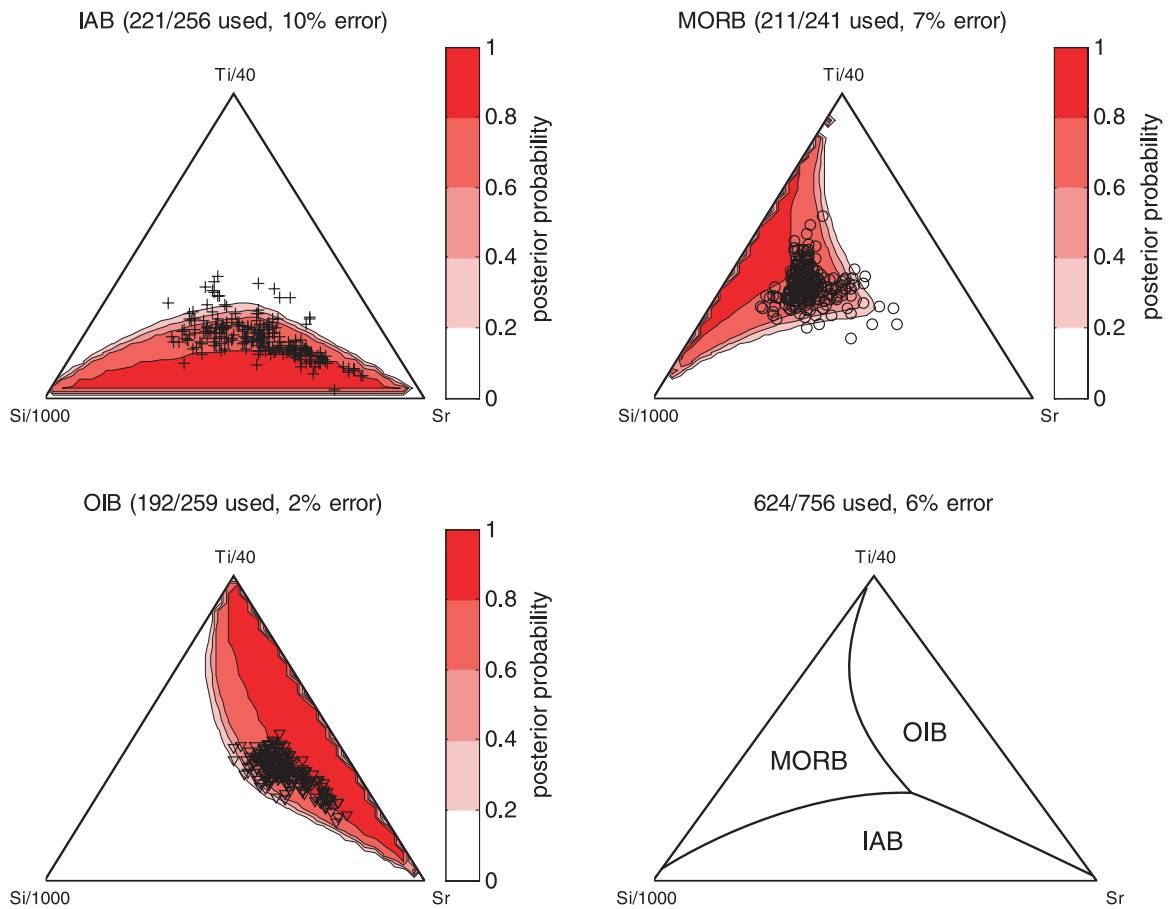 IAB (221/256 used, 10% error)
Ti/40
Si/1000
Sr
1
0.8
0.6
0.4
0.2
0
posterior probability
MORB (211/241 used, 7% error)
Ti/40
Si/1000
Sr
1
0.8
0.6
0.4
0.2
0
posterior probability
OIB (192/259 used, 2% error)
Ti/40
Si/1000
Sr
1
0.8
0.6
0.4
0.2
0
posterior probability
624/756 used, 6% error
Ti/40
OIB
MORB
IAB
Si/1000
Sr